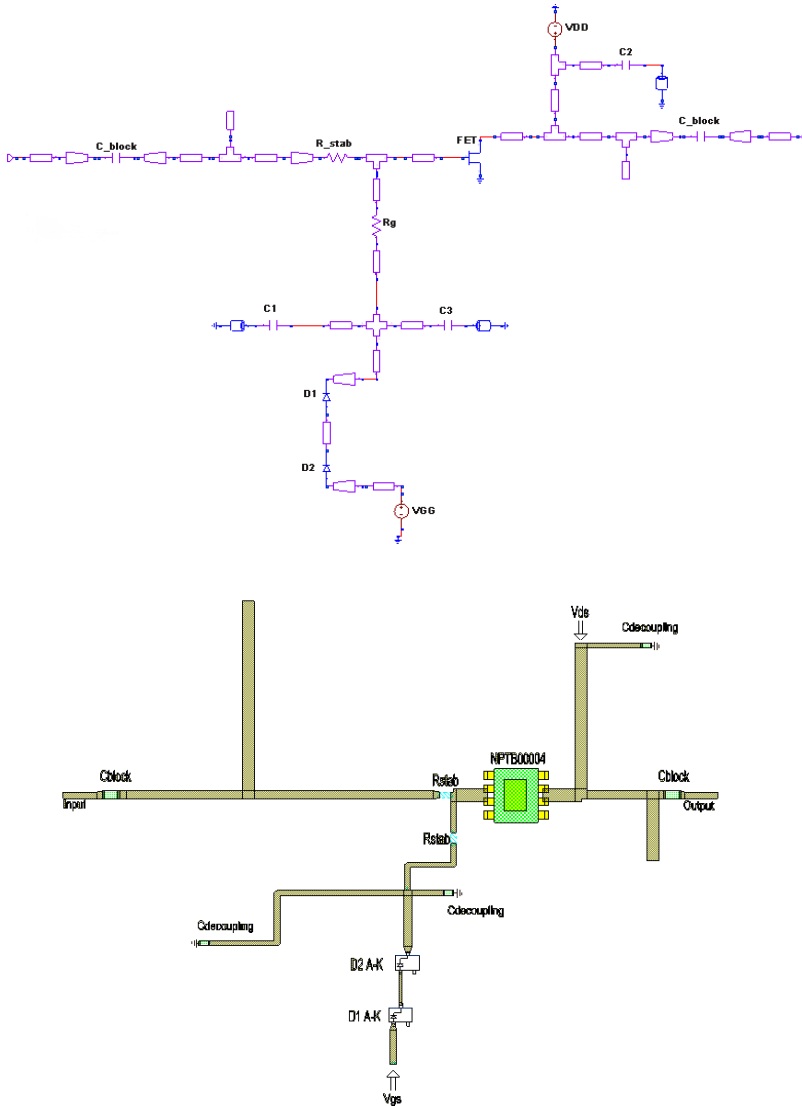 VDD
C2
C_block
C_block
R_stab
FET
Rg
C1
C3
D1
D2
VGG
Vds
Cdecoupling
NPTB00004
Cblock
Rstab
Cblock
Input
Output
Rstab
Cdecoupling
Cdecoupling
D2 A-K
D1 A-K
Vgs